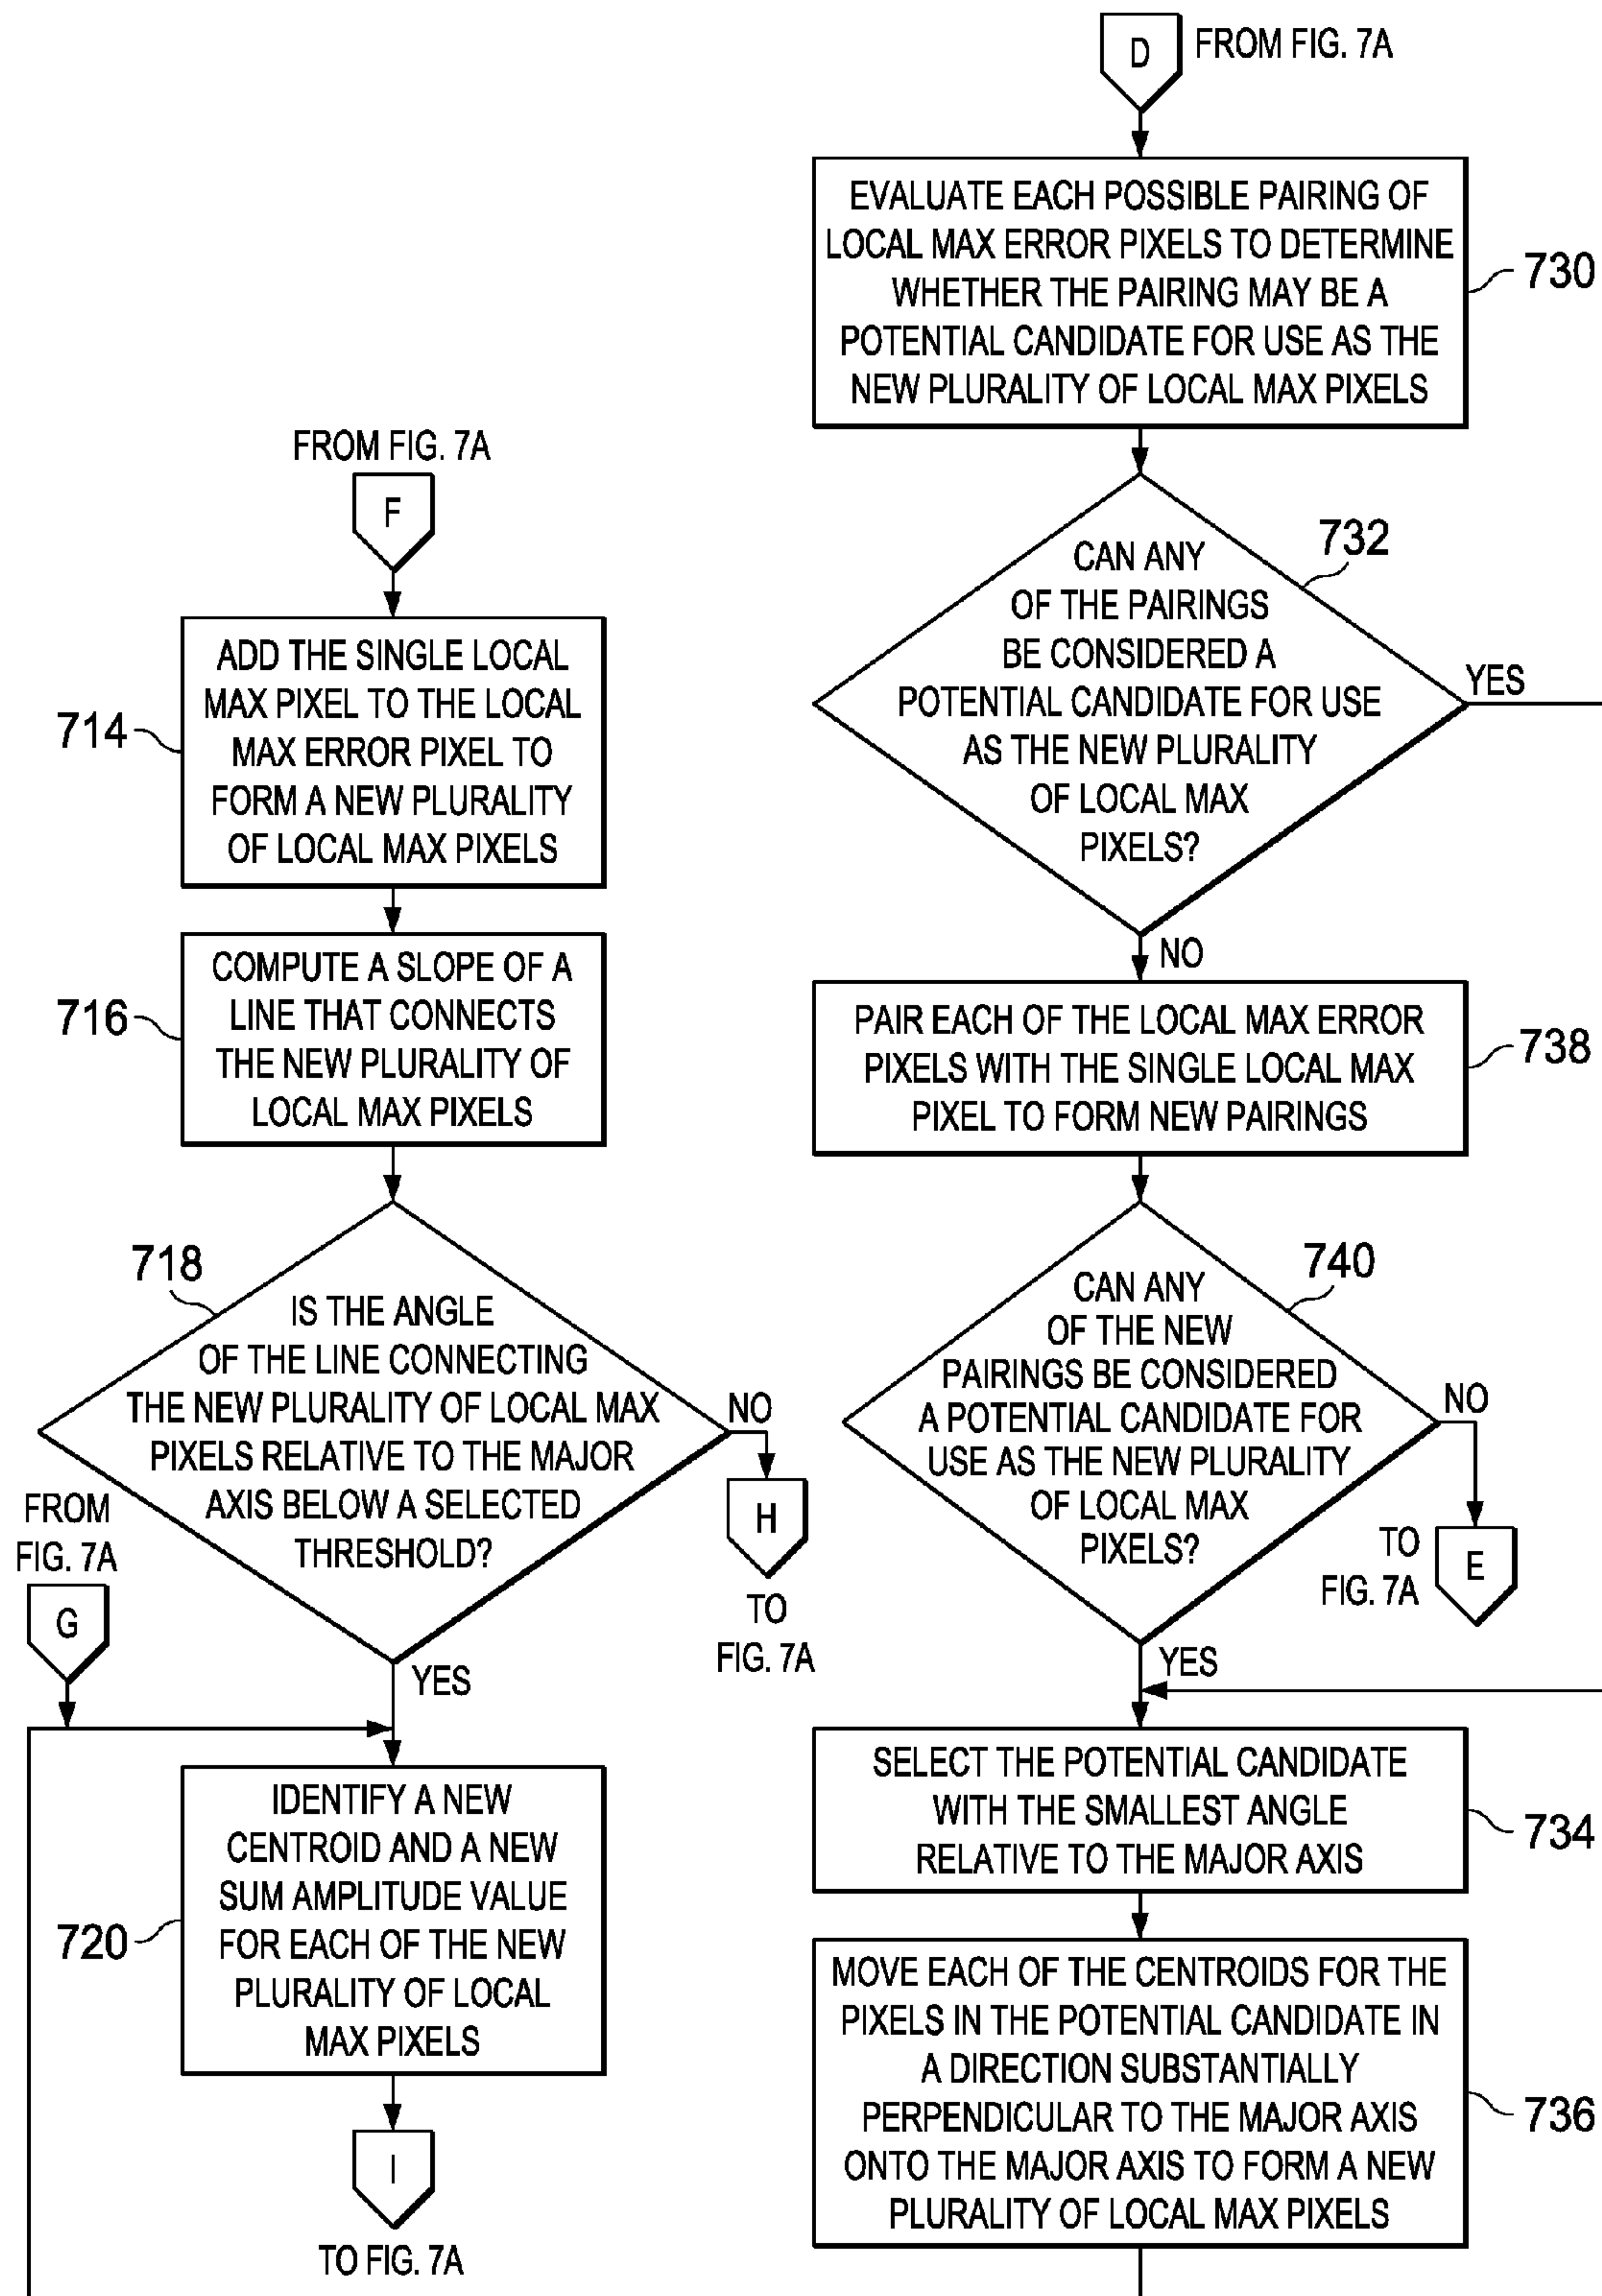 FROM FIG. 7A
F
714
ADD THE SINGLE LOCAL
MAX PIXEL TO THE LOCAL
MAX ERROR PIXEL TO
FORM A NEW PLURALITY
OF LOCAL MAX PIXELS
716
COMPUTE A SLOPE OF A
LINE THAT CONNECTS
THE NEW PLURALITY OF
LOCAL MAX PIXELS
718
IS THE ANGLE
OF THE LINE CONNECTING
THE NEW PLURALITY OF LOCAL MAX
PIXELS RELATIVE TO THE MAJOR
AXIS BELOW A SELECTED
THRESHOLD?
NO
H
TO
FIG. 7A
YES
FROM
FIG. 7A
G
720
IDENTIFY A NEW
CENTROID AND A NEW
SUM AMPLITUDE VALUE
FOR EACH OF THE NEW
PLURALITY OF LOCAL
MAX PIXELS
I
TO FIG. 7A
D
FROM FIG. 7A
EVALUATE EACH POSSIBLE PAIRING OF
LOCAL MAX ERROR PIXELS TO DETERMINE
WHETHER THE PAIRING MAY BE A
POTENTIAL CANDIDATE FOR USE AS THE
NEW PLURALITY OF LOCAL MAX PIXELS
730
732
CAN ANY
OF THE PAIRINGS
BE CONSIDERED A
POTENTIAL CANDIDATE FOR USE
AS THE NEW PLURALITY
OF LOCAL MAX
PIXELS?
YES
NO
PAIR EACH OF THE LOCAL MAX ERROR
PIXELS WITH THE SINGLE LOCAL MAX
PIXEL TO FORM NEW PAIRINGS
738
740
CAN ANY
OF THE NEW
PAIRINGS BE CONSIDERED
A POTENTIAL CANDIDATE FOR
USE AS THE NEW PLURALITY
OF LOCAL MAX
PIXELS?
NO
TO
FIG. 7A
E
YES
SELECT THE POTENTIAL CANDIDATE
WITH THE SMALLEST ANGLE
RELATIVE TO THE MAJOR AXIS
734
MOVE EACH OF THE CENTROIDS FOR THE
PIXELS IN THE POTENTIAL CANDIDATE IN
A DIRECTION SUBSTANTIALLY
PERPENDICULAR TO THE MAJOR AXIS
ONTO THE MAJOR AXIS TO FORM A NEW
PLURALITY OF LOCAL MAX PIXELS
736